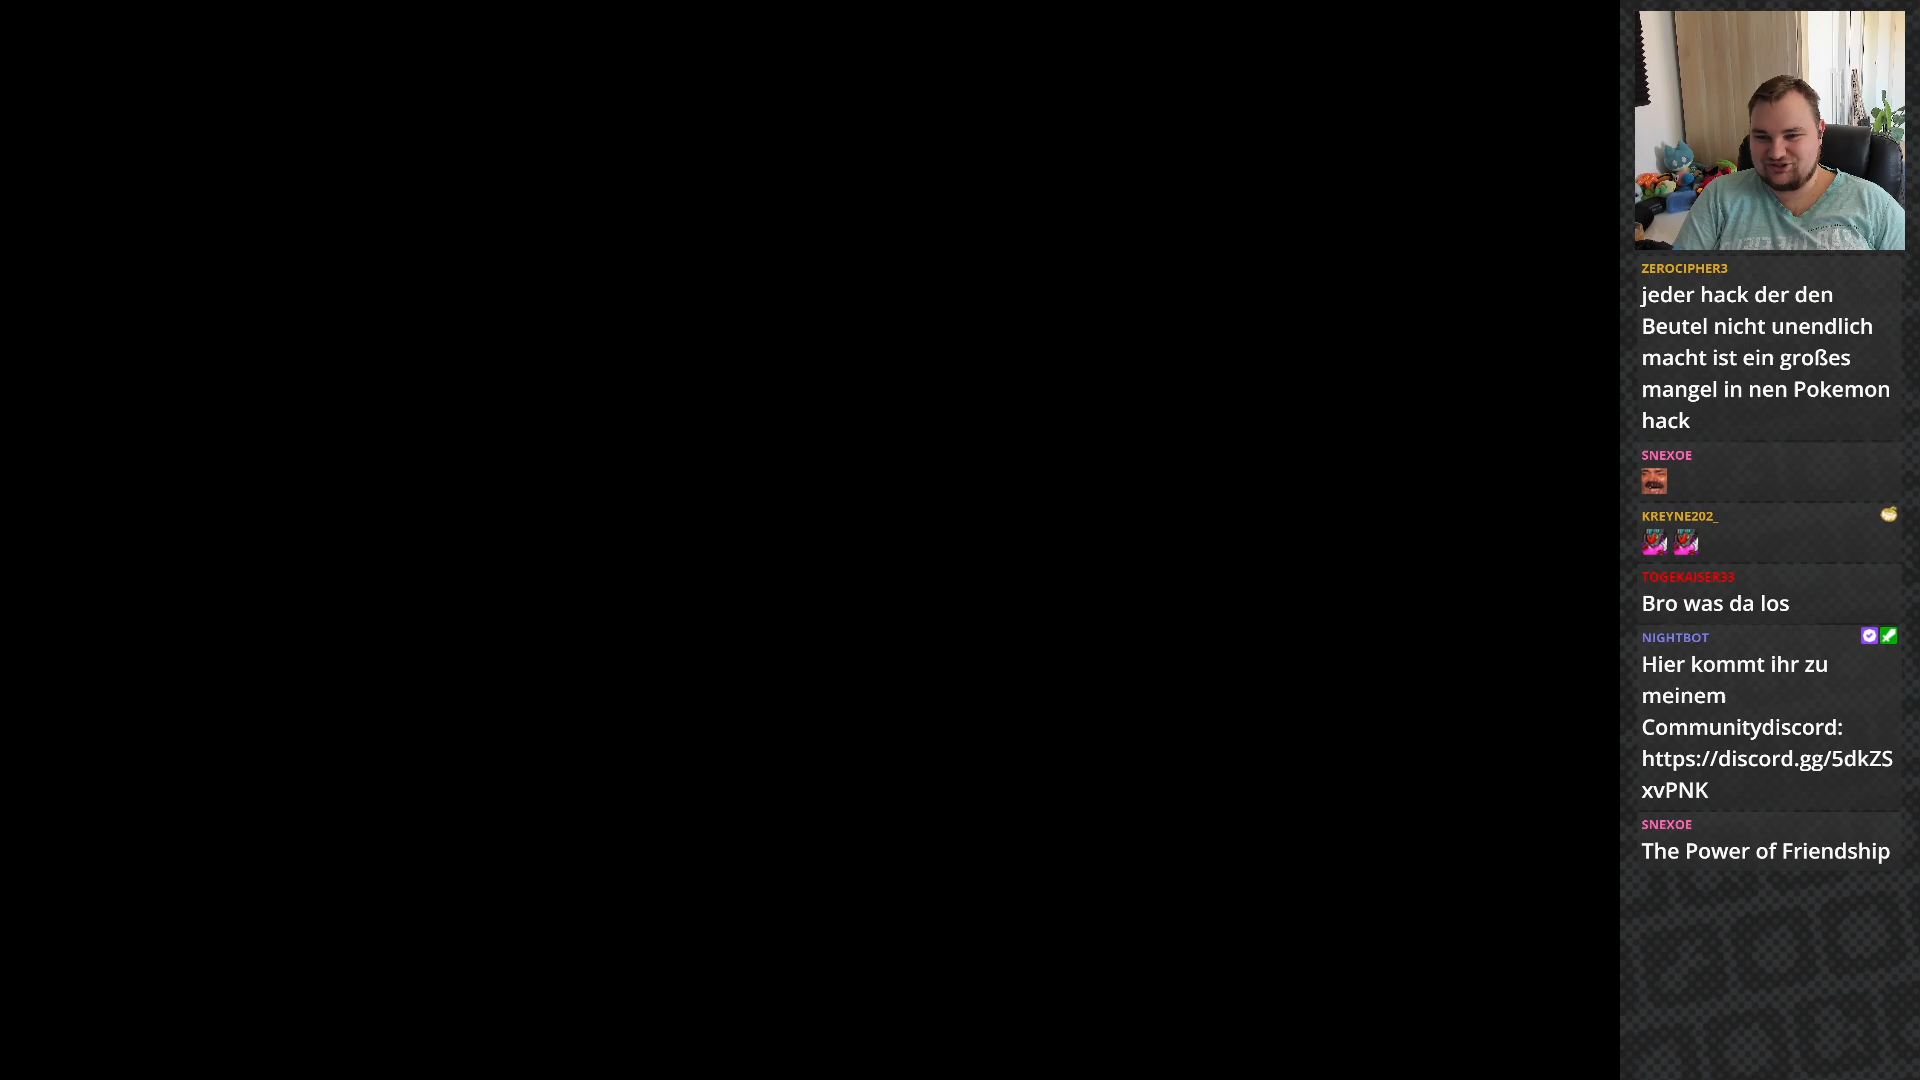 ZEROCIPHER3
jeder hack der den
Beutel nicht unendlich
macht ist ein großes
mangel in nen Pokemon
hack
SNEXOE
KREYNE202_
TOGEKAISER33
Bro was da los
NIGHTBOT
Hier kommt ihr zu
meinem
Communitydiscord:
https://discord.gg/5dkZS
xvPNK
SNEXOE
The Power of Friendship